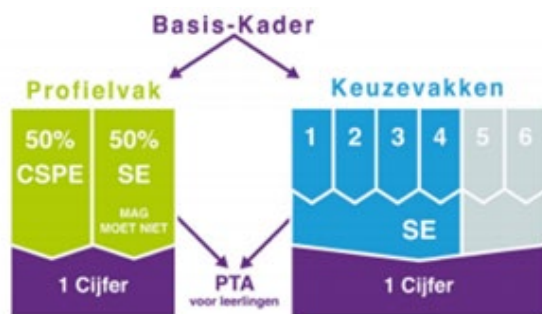 Basis-Kader
Profielvak
50%
CSPE
50%
SE
MAG
MOET NIET
1 Cijfer
PTA
voor leerlingen
Keuzevakken
1 2 3 4 5 6
SE
1 Cijfer